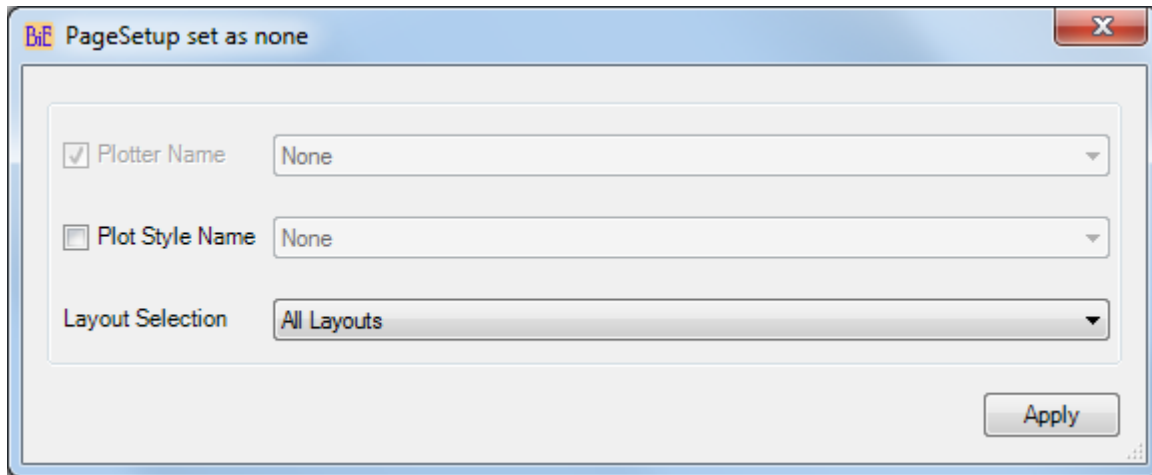 BiE PageSetup set as none
Plotter Name None
Plot Style Name None
Layout Selection All Layouts
Apply